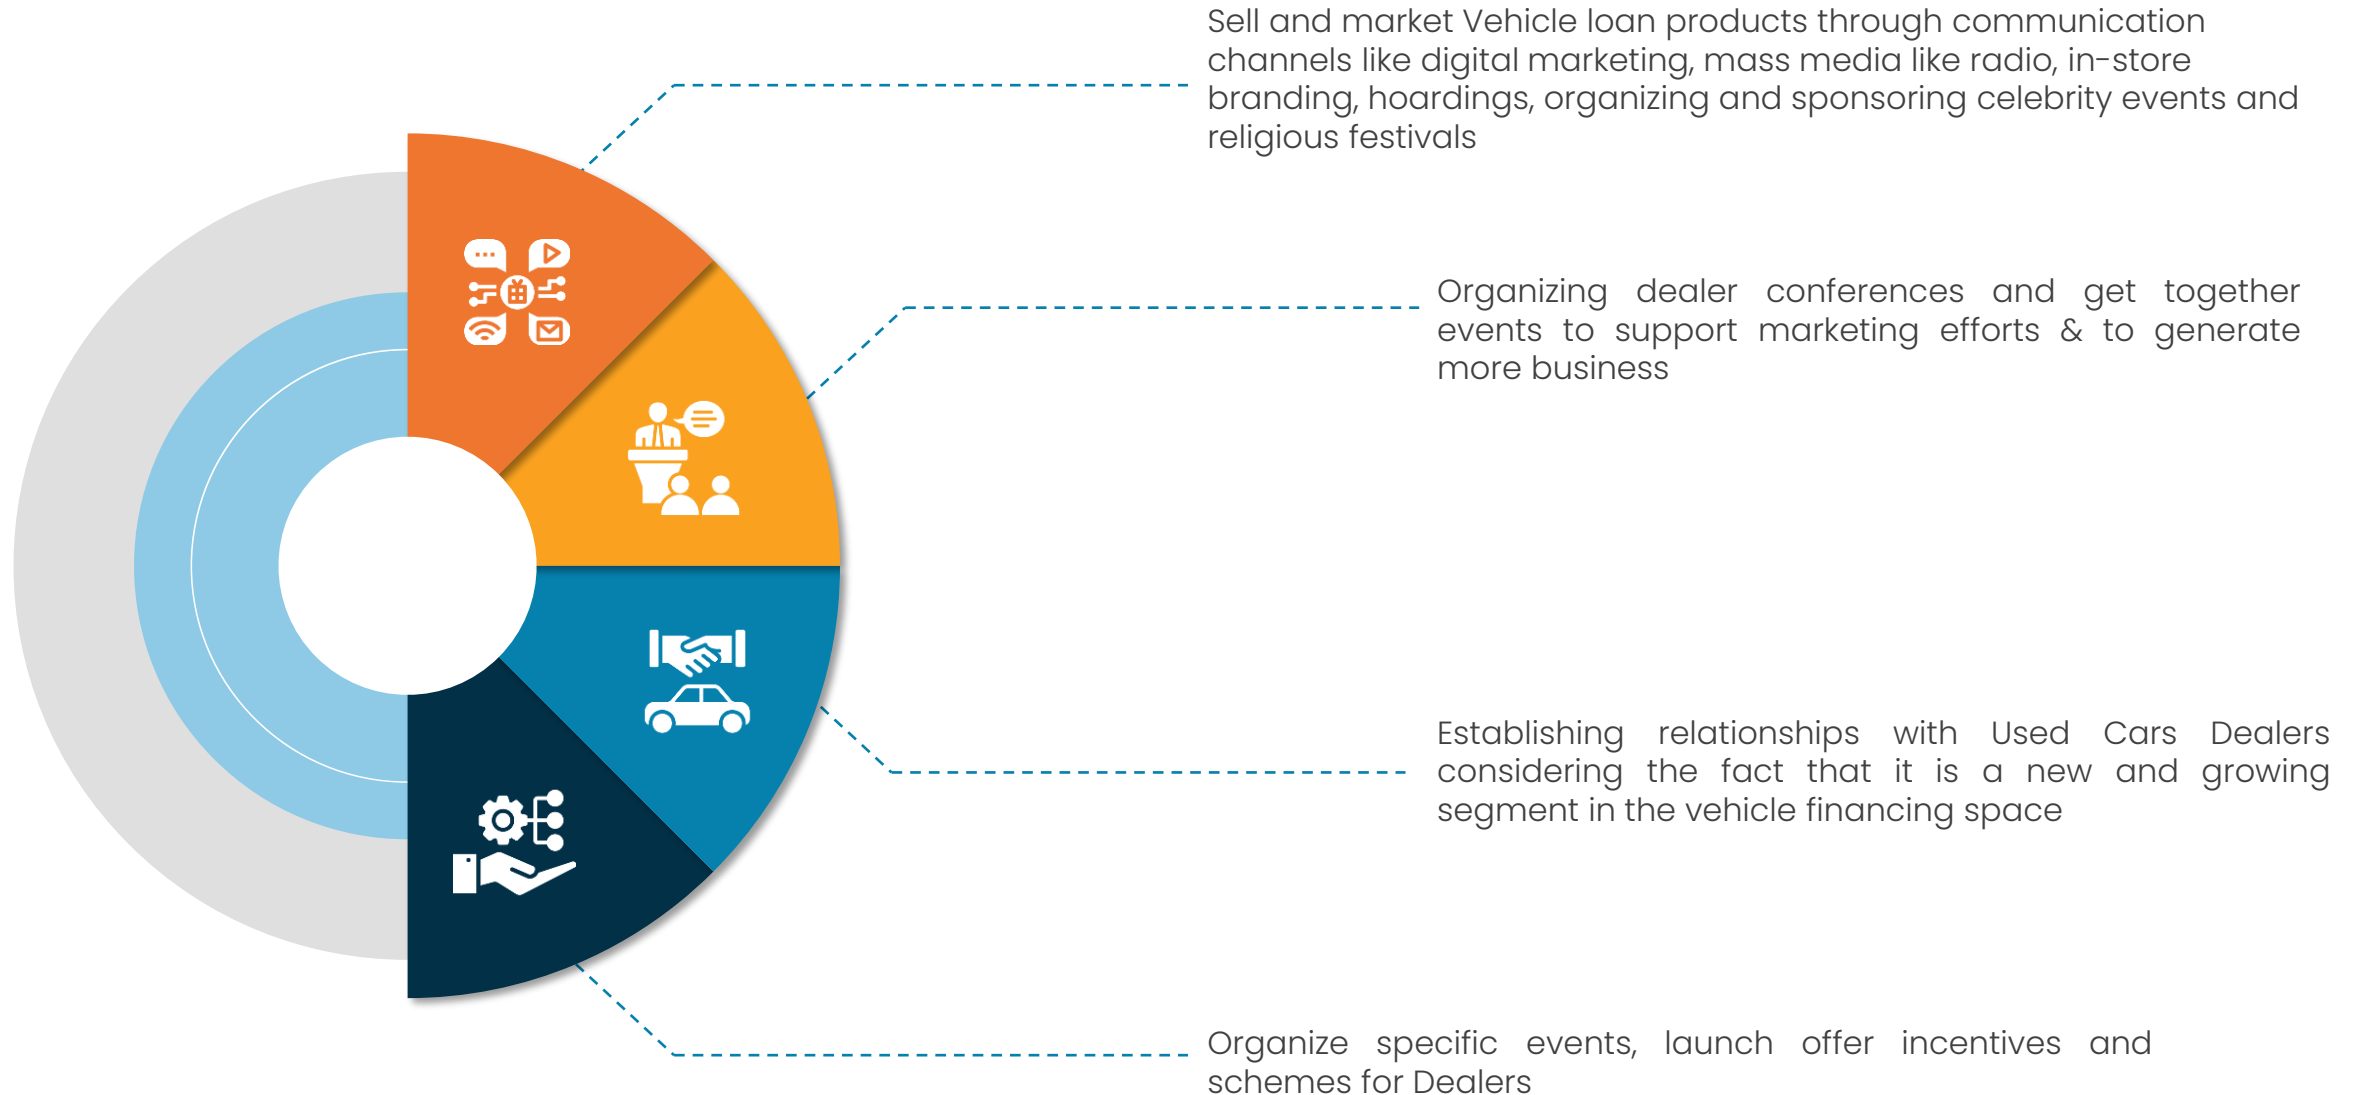 Sell and market Vehicle loan products through communication
channels like digital marketing, mass media like radio, in-store
branding, hoardings, organizing and sponsoring celebrity events and
religious festivals
Organizing dealer conferences and get together
events to support marketing efforts & to generate
more business
Establishing relationships with Used Cars Dealers
considering the fact that it is a new and growing
segment in the vehicle financing space
Organize specific events, launch offer incentives and
schemes for Dealers